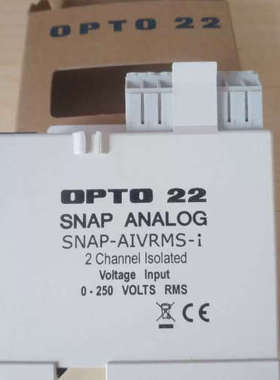 OPTO 22
OPTO 22
SNAP ANALOG
SNAP-AIVRMS-i
2 Channel Isolated
Voltage Input
0 - 250 VOLTS RMS
CE